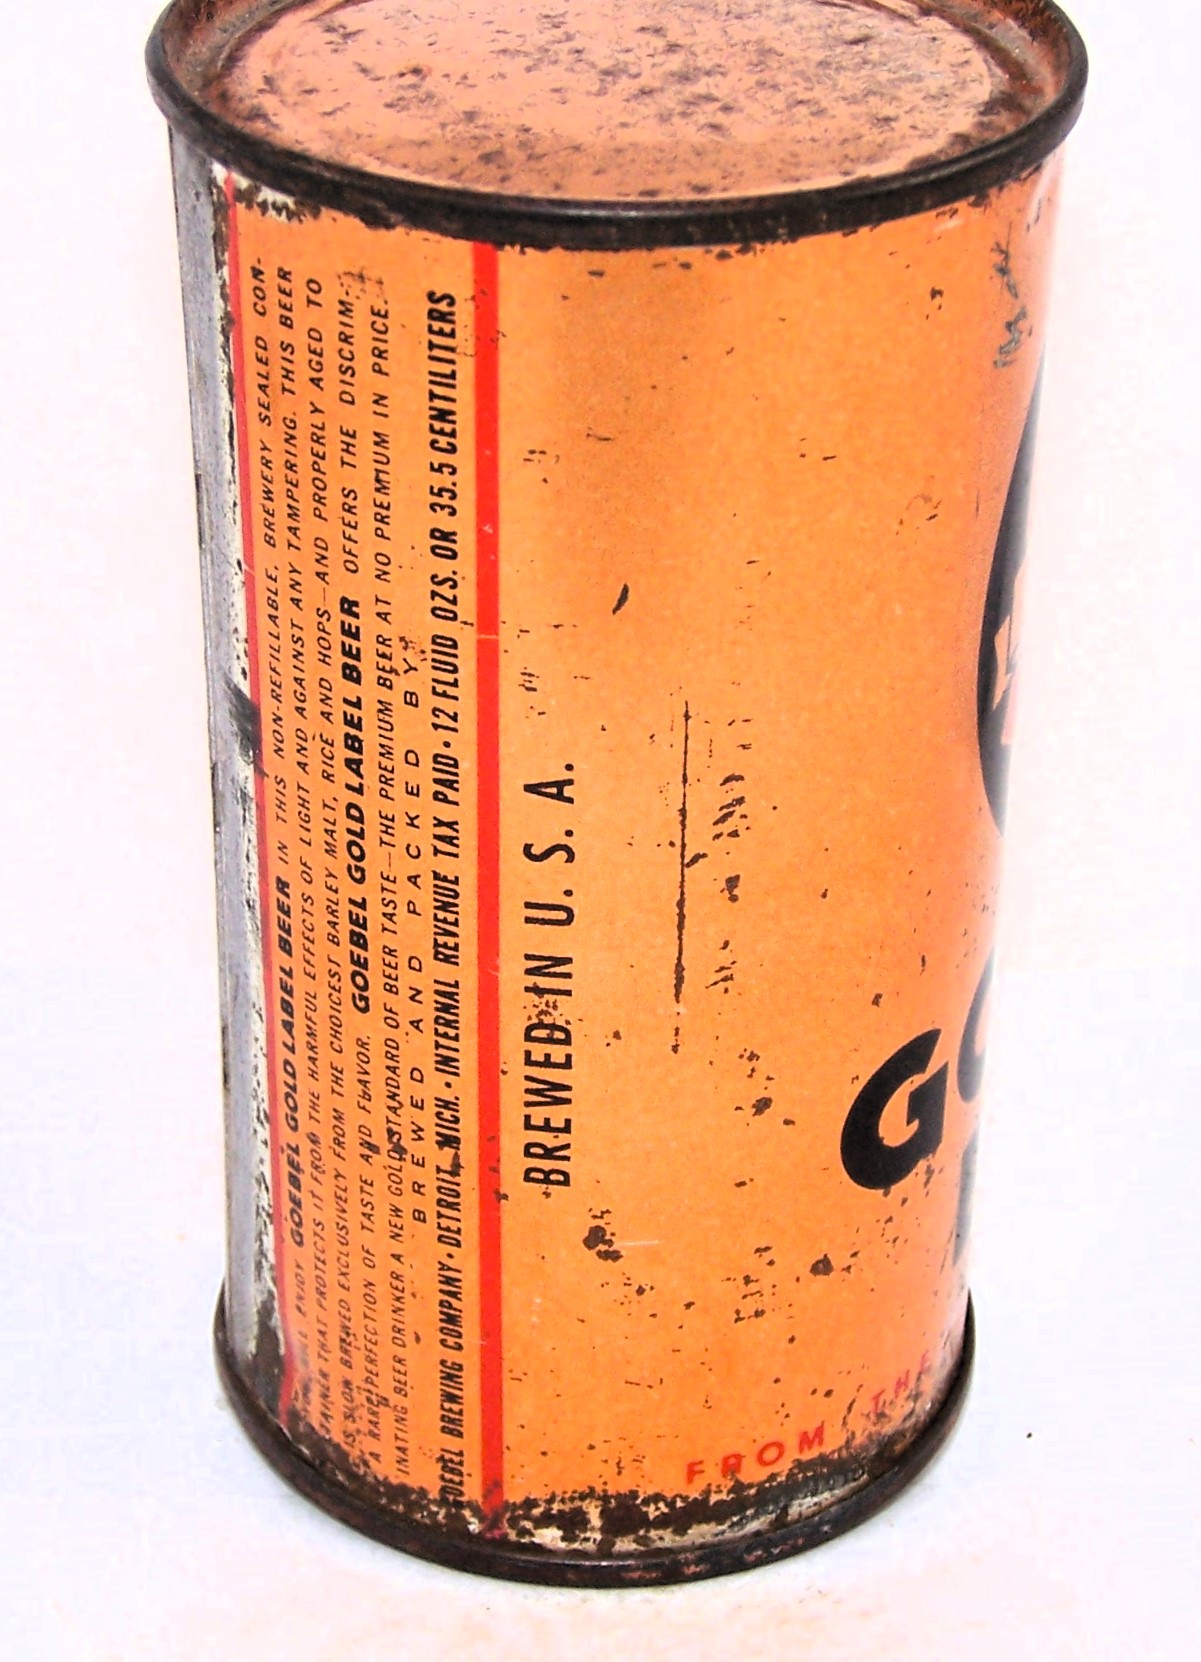 ENJOY GOEBEL GOLD LABEL BEER IN THIS NON-REFILLABLE, BREWERY SEALED CON-
TAINER THAT PROTECTS IT FROM THE HARMFUL EFFECTS OF LIGHT AND AGAINST ANY TAMPERING. THIS BEER
IS SLOW BREWED EXCLUSIVELY FROM THE CHOICEST BARLEY MALT, RICE AND HOPS—AND PROPERLY AGED TO
A RARE PERFECTION OF TASTE AND FLAVOR. GOEBEL GOLD LABEL BEER OFFERS THE DISCRIM-
INATING BEER DRINKER A NEW GOLD STANDARD OF BEER TASTE—THE PREMIUM BEER AT NO PREMIUM IN PRICE.
BREWED AND PACKED BY
GOEBEL BREWING COMPANY · DETROIT, MICH. · INTERNAL REVENUE TAX PAID · 12 FLUID OZS. OR 35.5 CENTILITERS
BREWED IN U. S. A.
FROM THE